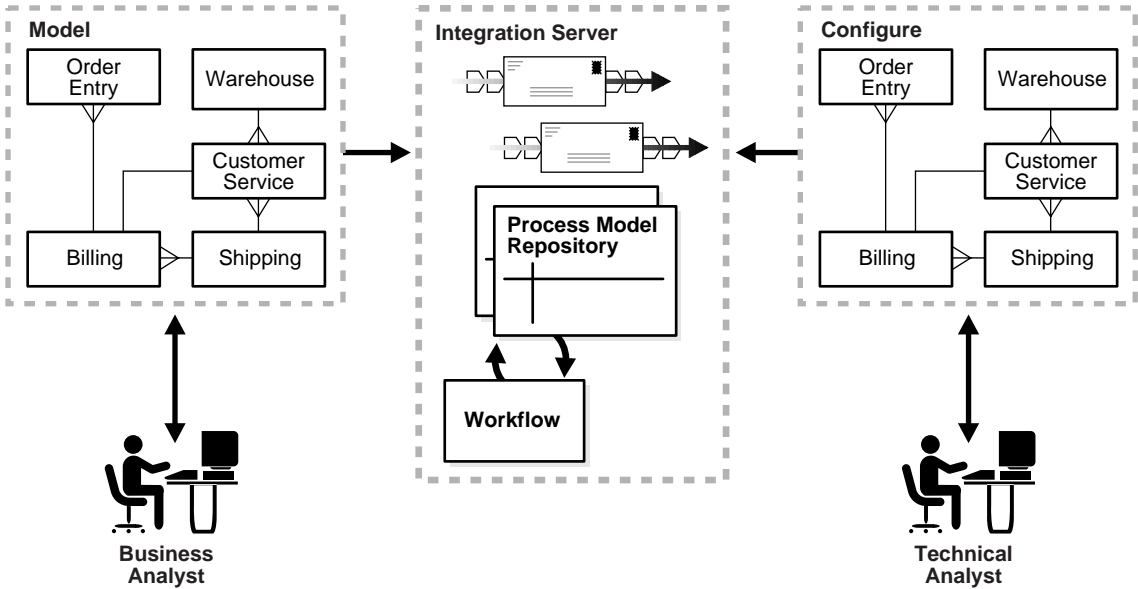 Model
Order
Entry
Warehouse
Customer
Service
Billing
Shipping
Business
Analyst
Integration Server
Process Model
Repository
Workflow
Configure
Order
Entry
Warehouse
Customer
Service
Billing
Shipping
Technical
Analyst